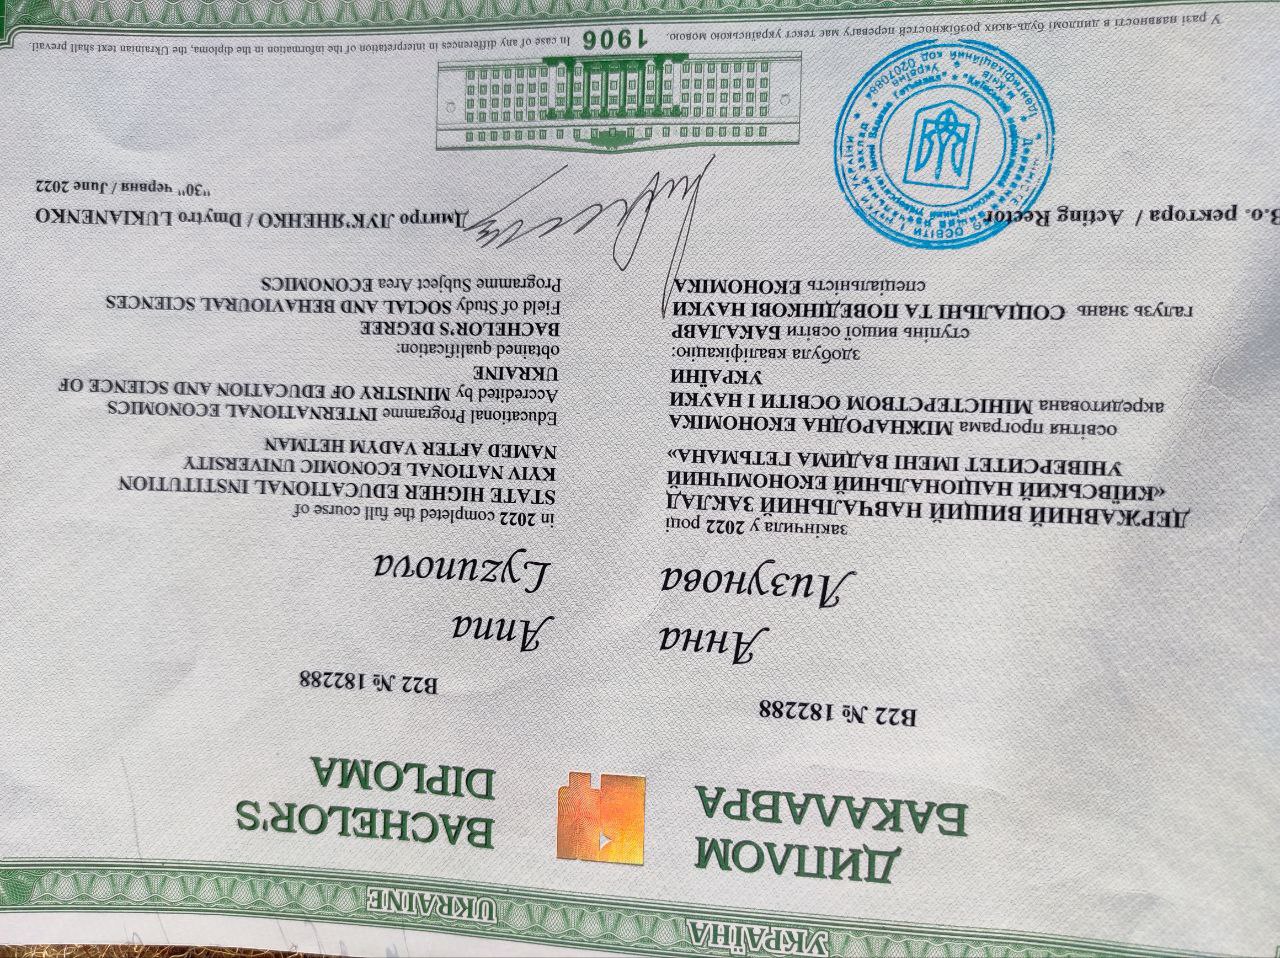 УКРАЇНА
UKRAINE
ДИПЛОМ
БАКАЛАВРА
BACHELOR'S
DIPLOMA
B22 № 182288
B22 № 182288
Анна
Лизунова
Anna
Lyzunova
закінчила у 2022 році
ДЕРЖАВНИЙ ВИЩИЙ НАВЧАЛЬНИЙ ЗАКЛАД
«КИЇВСЬКИЙ НАЦІОНАЛЬНИЙ ЕКОНОМІЧНИЙ
УНІВЕРСИТЕТ ІМЕНІ ВАДИМА ГЕТЬМАНА»
освітня програма МІЖНАРОДНА ЕКОНОМІКА
акредитована МІНІСТЕРСТВОМ ОСВІТИ І НАУКИ
УКРАЇНИ
здобула кваліфікацію:
ступінь вищої освіти БАКАЛАВР
галузь знань СОЦІАЛЬНІ ТА ПОВЕДІНКОВІ НАУКИ
спеціальність ЕКОНОМІКА
in 2022 completed the full course of
STATE HIGHER EDUCATIONAL INSTITUTION
KYIV NATIONAL ECONOMIC UNIVERSITY
NAMED AFTER VADYM HETMAN
Educational Programme INTERNATIONAL ECONOMICS
Accredited by MINISTRY OF EDUCATION AND SCIENCE OF
UKRAINE
obtained qualification:
BACHELOR'S DEGREE
Field of Study SOCIAL AND BEHAVIOURAL SCIENCES
Programme Subject Area ECONOMICS
В.о. ректора / Acting Rector
Дмитро ЛУК'ЯНЕНКО / Dmytro LUKIANENKO
"30" червня / June 2022
Ідентифікаційний код 02070884
м.Київ
Україна
1906
У разі наявності в дипломі будь-яких розбіжностей перевагу має текст українською мовою.
In case of any differences in interpretation of the information in the diploma, the Ukrainian text shall prevail.